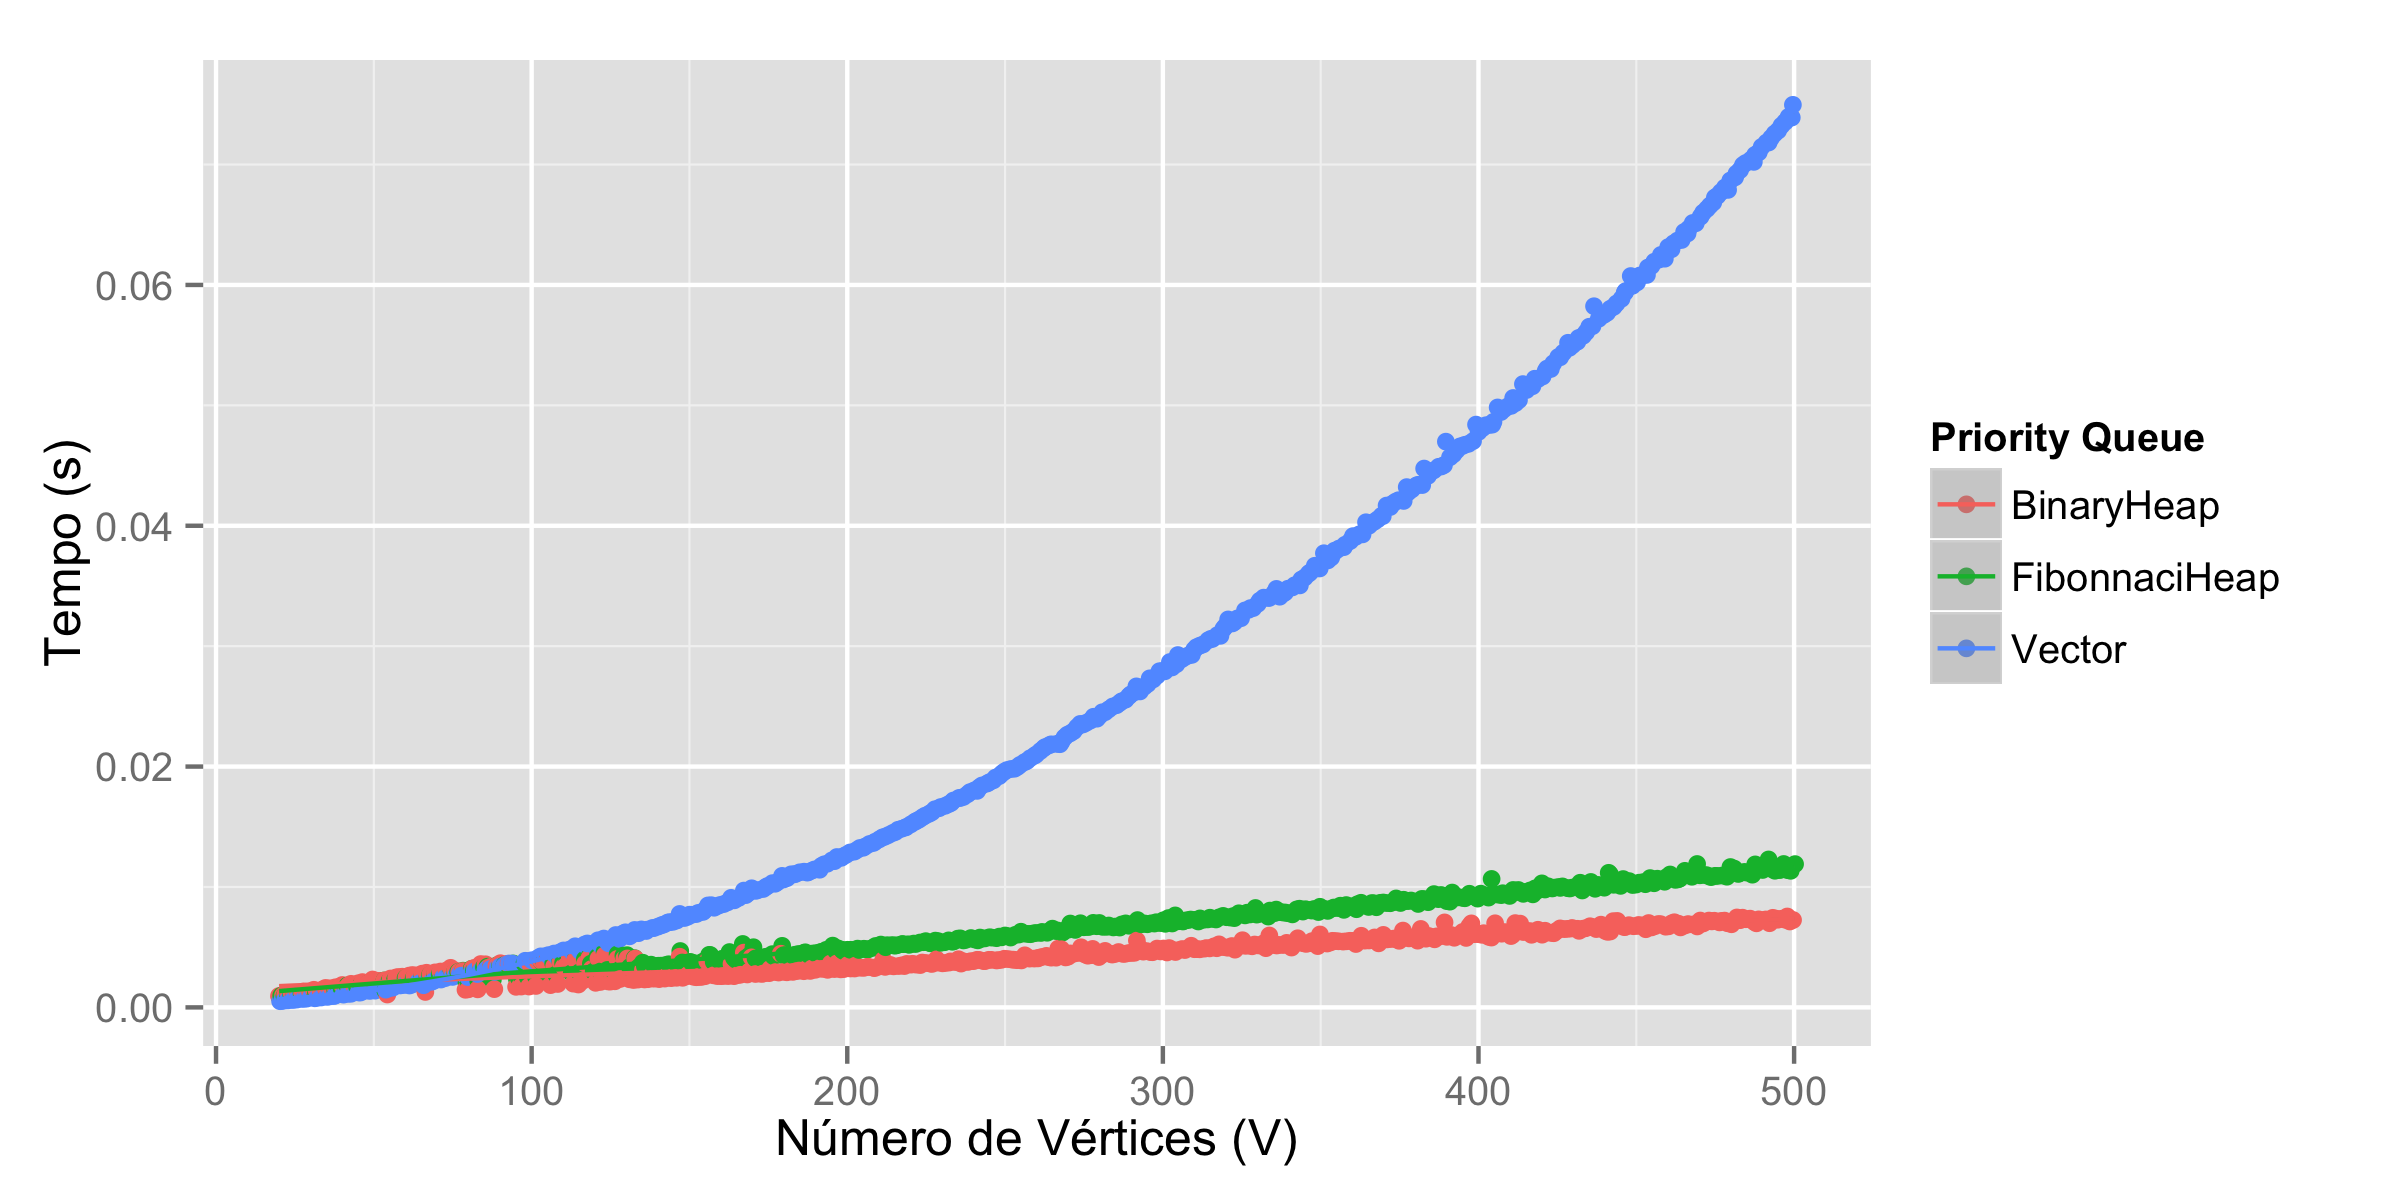 Tempo (s)
0.06
0.04
0.02
0.00
0 100 200 300 400 500
Número de Vértices (V)
Priority Queue
BinaryHeap
FibonnaciHeap
Vector